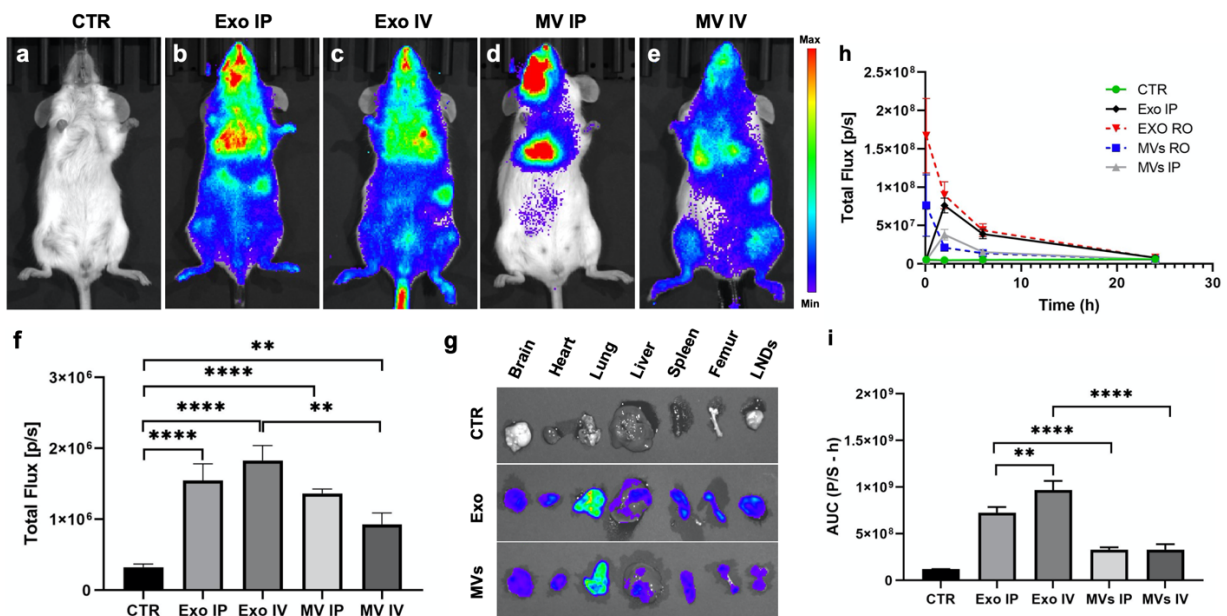 CTR Exo IP Exo IV MV IP MV IV
a b c d e
Max
Min
h
Total Flux [p/s]
2.5×10⁸
2×10⁸
1.5×10⁸
1×10⁸
5×10⁷
0
0 10 20 30
Time (h)
CTR
Exo IP
EXO RO
MVs RO
MVs IP
f
Total Flux [p/s]
3×10⁶
2×10⁶
1×10⁶
0
**
****
**** **
****
CTR Exo IP Exo IV MV IP MV IV
g
Brain Heart Lung Liver Spleen Femur LNDs
CTR
Exo
MVs
i
AUC (P/S - h)
2×10⁹
1×10⁹
1×10⁹
5×10⁸
0
****
****
**
CTR Exo IP Exo IV MVs IP MVs IV